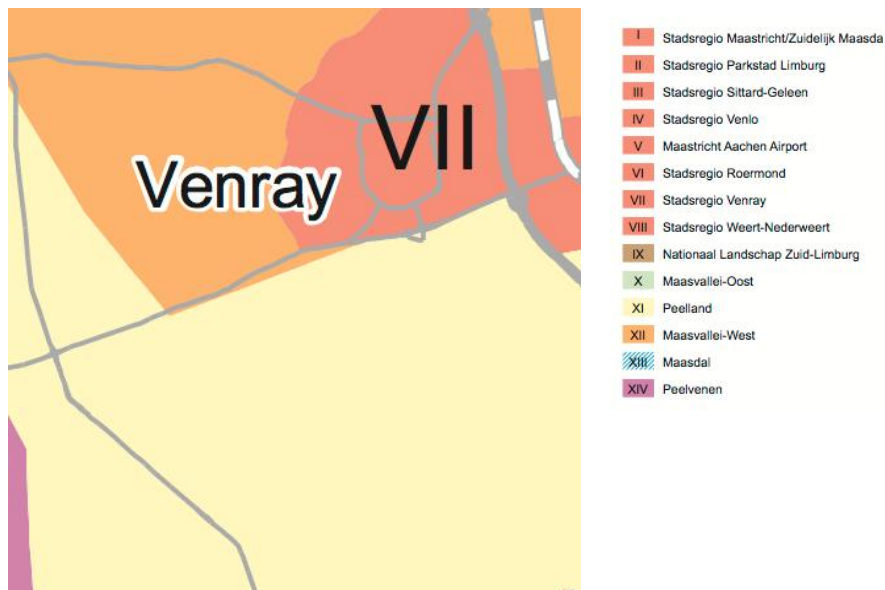 VII
Venray
I Stadsregio Maastricht/Zuidelijk Maasda
II Stadsregio Parkstad Limburg
III Stadsregio Sittard-Geleen
IV Stadsregio Venlo
V Maastricht Aachen Airport
VI Stadsregio Roermond
VII Stadsregio Venray
VIII Stadsregio Weert-Nederweert
IX Nationaal Landschap Zuid-Limburg
X Maasvallei-Oost
XI Peelland
XII Maasvallei-West
XIII Maasdal
XIV Peelvenen